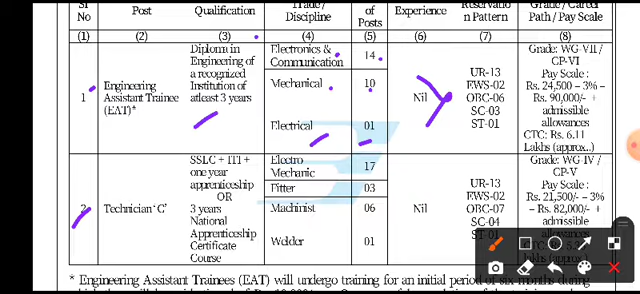 Sl No Post Qualification Trade / Discipline of Posts Experience Reservatio n Pattern Grade / Career Path / Pay Scale
(1) (2) (3) (4) (5) (6) (7) (8)
1 Engineering Assistant Trainee (EAT)* Diploma in Engineering of a recognized Institution of atleast 3 years
Electronics & Communication 14
Mechanical 10
Electrical 01
Nil
UR-13
EWS-02
OBC-06
SC-03
ST-01
Grade: WG-VII / CP-VI
Pay Scale :
Rs. 24,500 – 3% –
Rs. 90,000/- +
admissible
allowances
CTC: Rs. 6.11
Lakhs (approx..)
2 Technician 'C'
SSLC + ITI +
one year
apprenticeship
OR
3 years
National
Apprenticeship
Certificate
Course
Electro Mechanic 17
Fitter 03
Machinist 06
Welder 01
Nil
UR-13
EWS-02
OBC-07
SC-04
ST-01
Grade: WG-IV /
CP-V
Pay Scale:
Rs. 21,500/- –3%
– Rs. 82,000/- +
admissible
allowances
* Engineering Assistant Trainees (EAT) will undergo training for an initial period of six months during